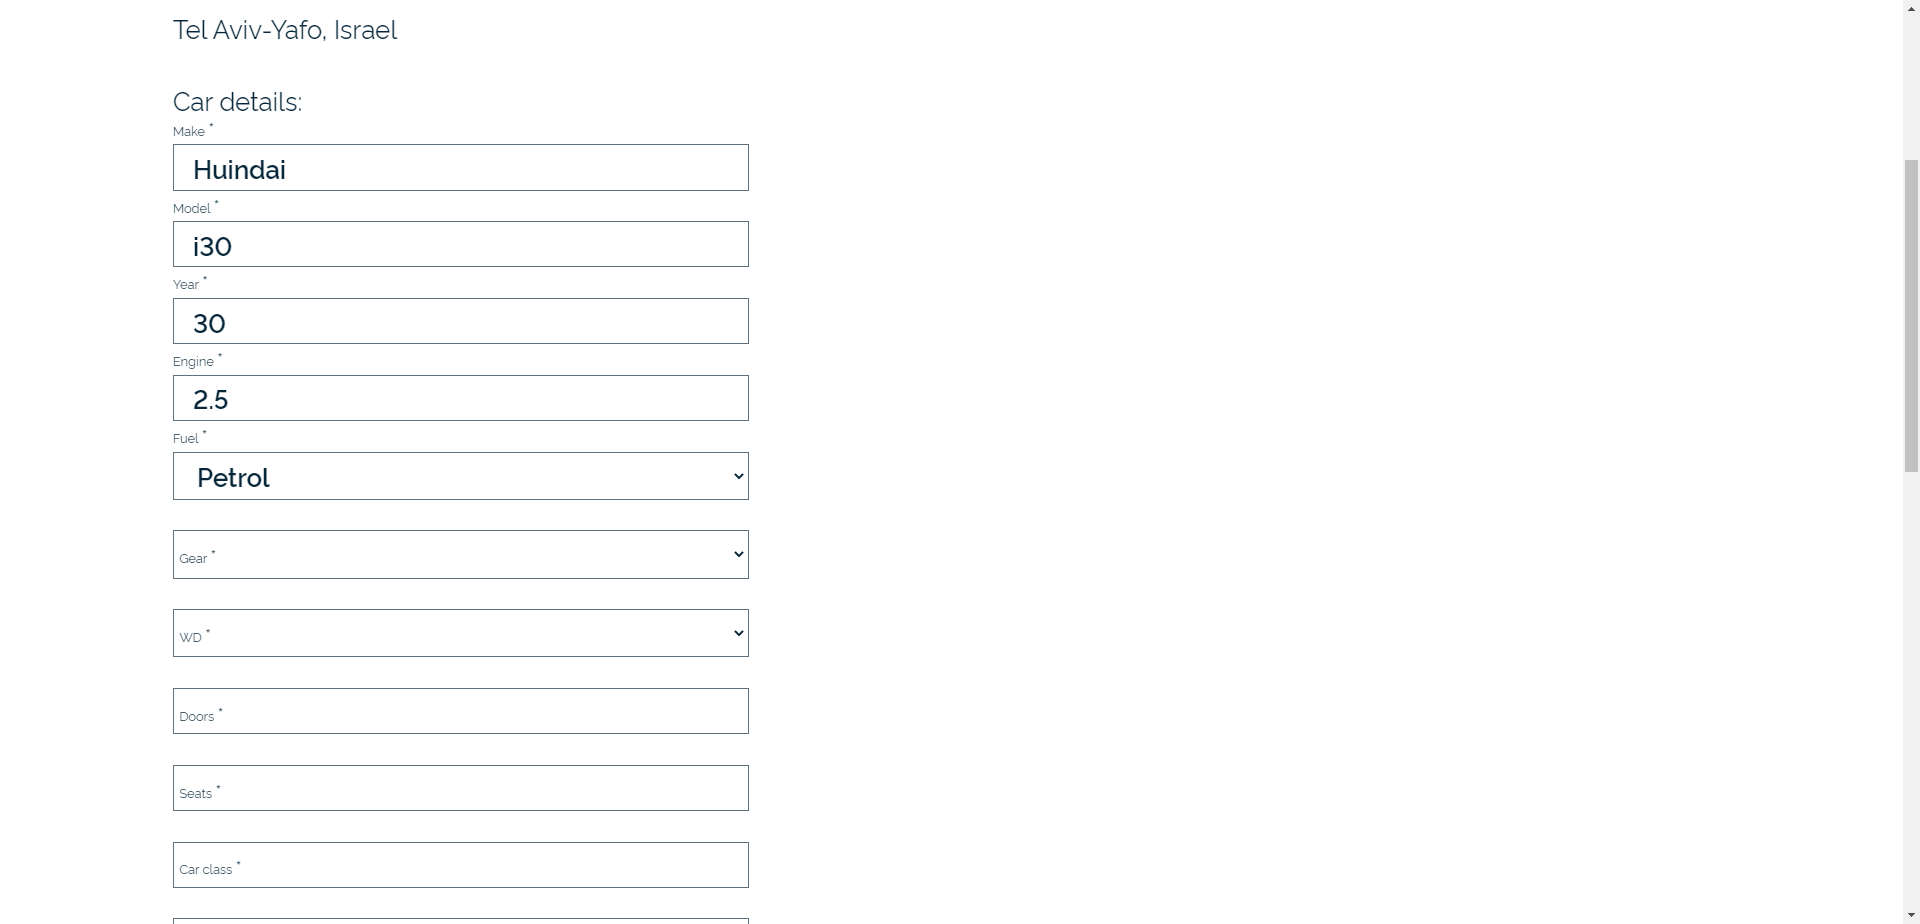 Tel Aviv-Yafo, Israel
Car details:
Make *
Huindai
Model *
i30
Year *
30
Engine *
2.5
Fuel *
Petrol
Gear *
WD *
Doors *
Seats *
Car class *